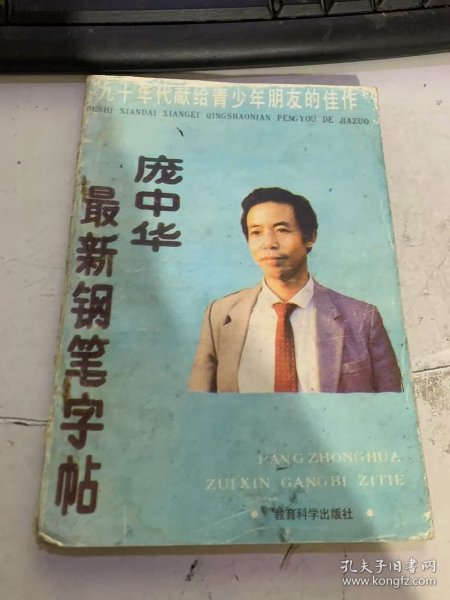 九十年代献给青少年朋友的佳作
IUSHI NIANDAI XIANGEI QINGSHAONIAN PENGYOU DE JIAZUO
庞中华
最新钢笔字帖
PANG ZHONGHUA
ZUIXIN GANGBI ZITIE
教育科学出版社
孔夫子旧书网
www.kongfz.com